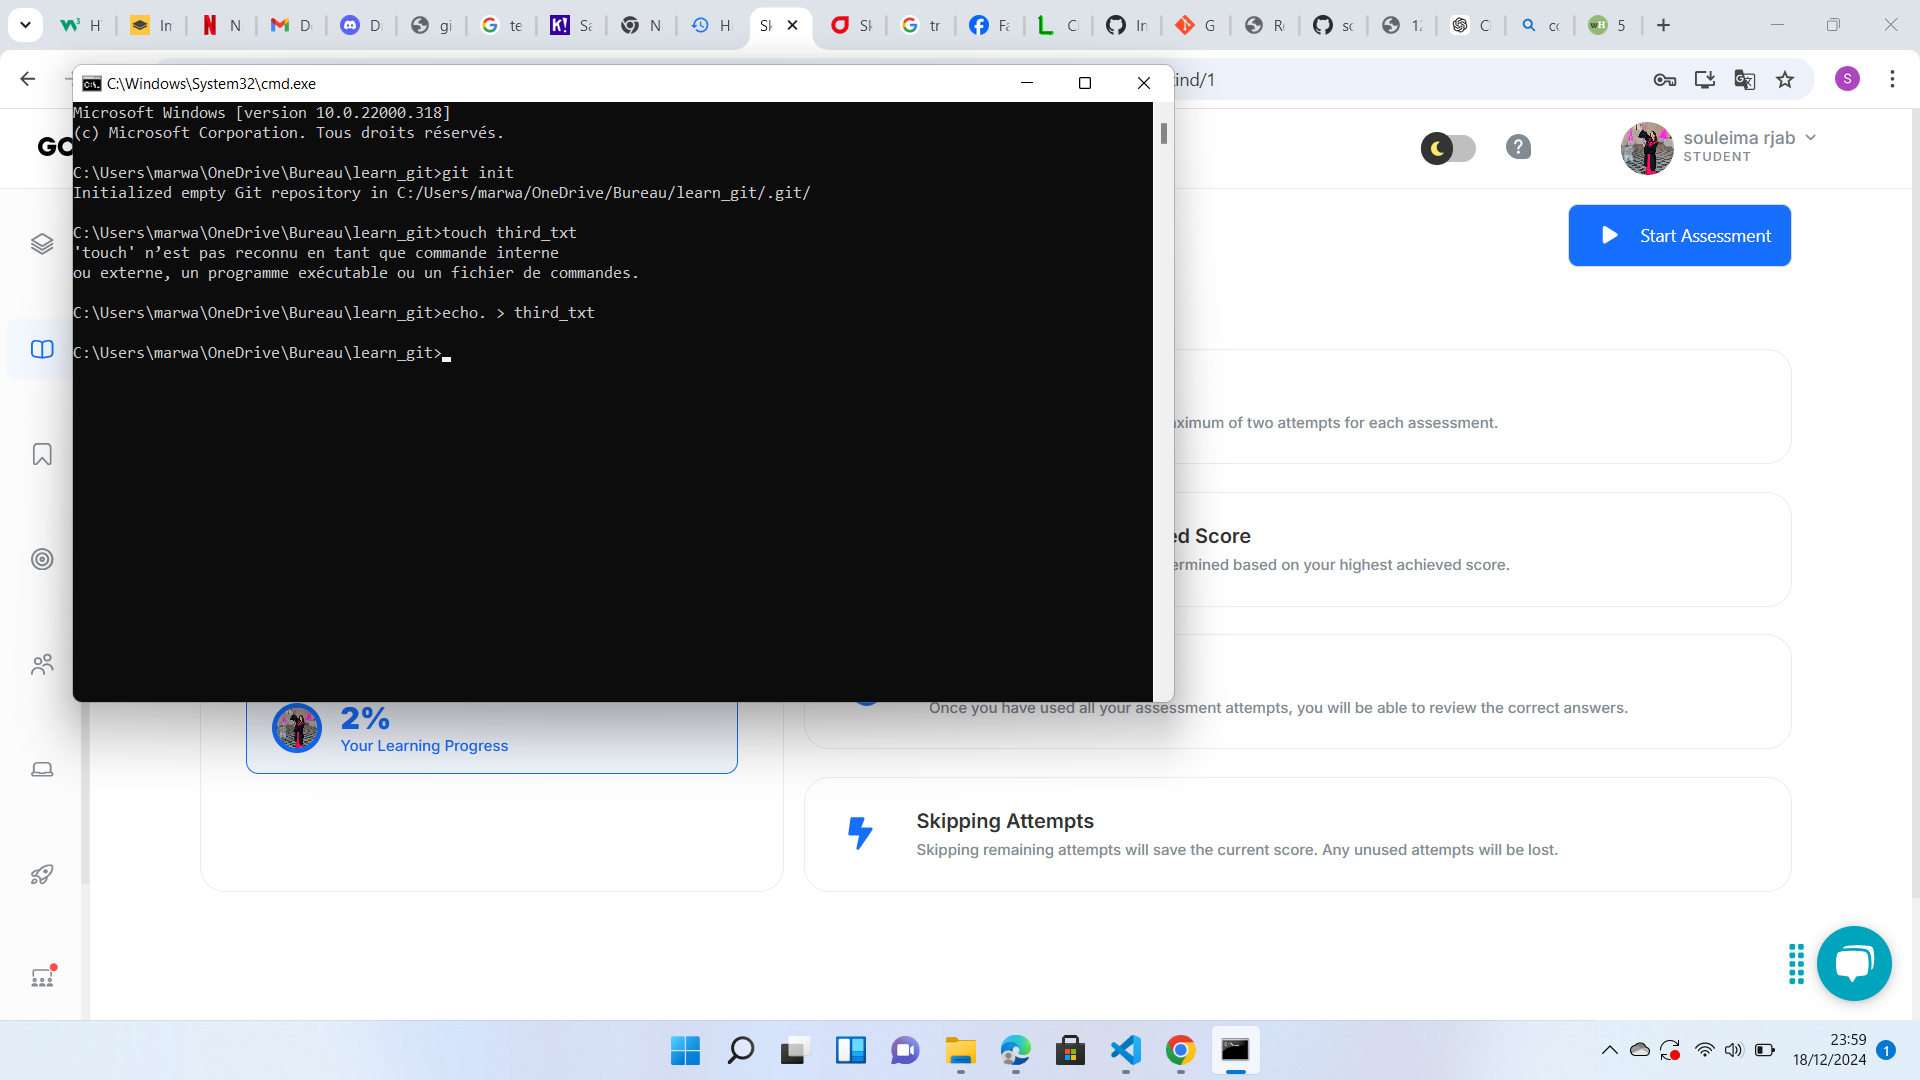 H
In
N
N
M
D
D
gi
te
K!
Sa
N
H
Sk
Sk
tr
Fa
L
C
In
G
Re
sc
12
C
co
wH
5
C:\Windows\System32\cmd.exe
ind/1
S
Microsoft Windows [version 10.0.22000.318]
(c) Microsoft Corporation. Tous droits réservés.
C:\Users\marwa\OneDrive\Bureau\learn_git>git init
Initialized empty Git repository in C:/Users/marwa/OneDrive/Bureau/learn_git/.git/
C:\Users\marwa\OneDrive\Bureau\learn_git>touch third_txt
'touch' n’est pas reconnu en tant que commande interne
ou externe, un programme exécutable ou un fichier de commandes.
C:\Users\marwa\OneDrive\Bureau\learn_git>echo. > third_txt
C:\Users\marwa\OneDrive\Bureau\learn_git>
GO
souleima rjab
STUDENT
Start Assessment
ximum of two attempts for each assessment.
ed Score
ermined based on your highest achieved score.
Once you have used all your assessment attempts, you will be able to review the correct answers.
2%
Your Learning Progress
Skipping Attempts
Skipping remaining attempts will save the current score. Any unused attempts will be lost.
23:59
18/12/2024
1